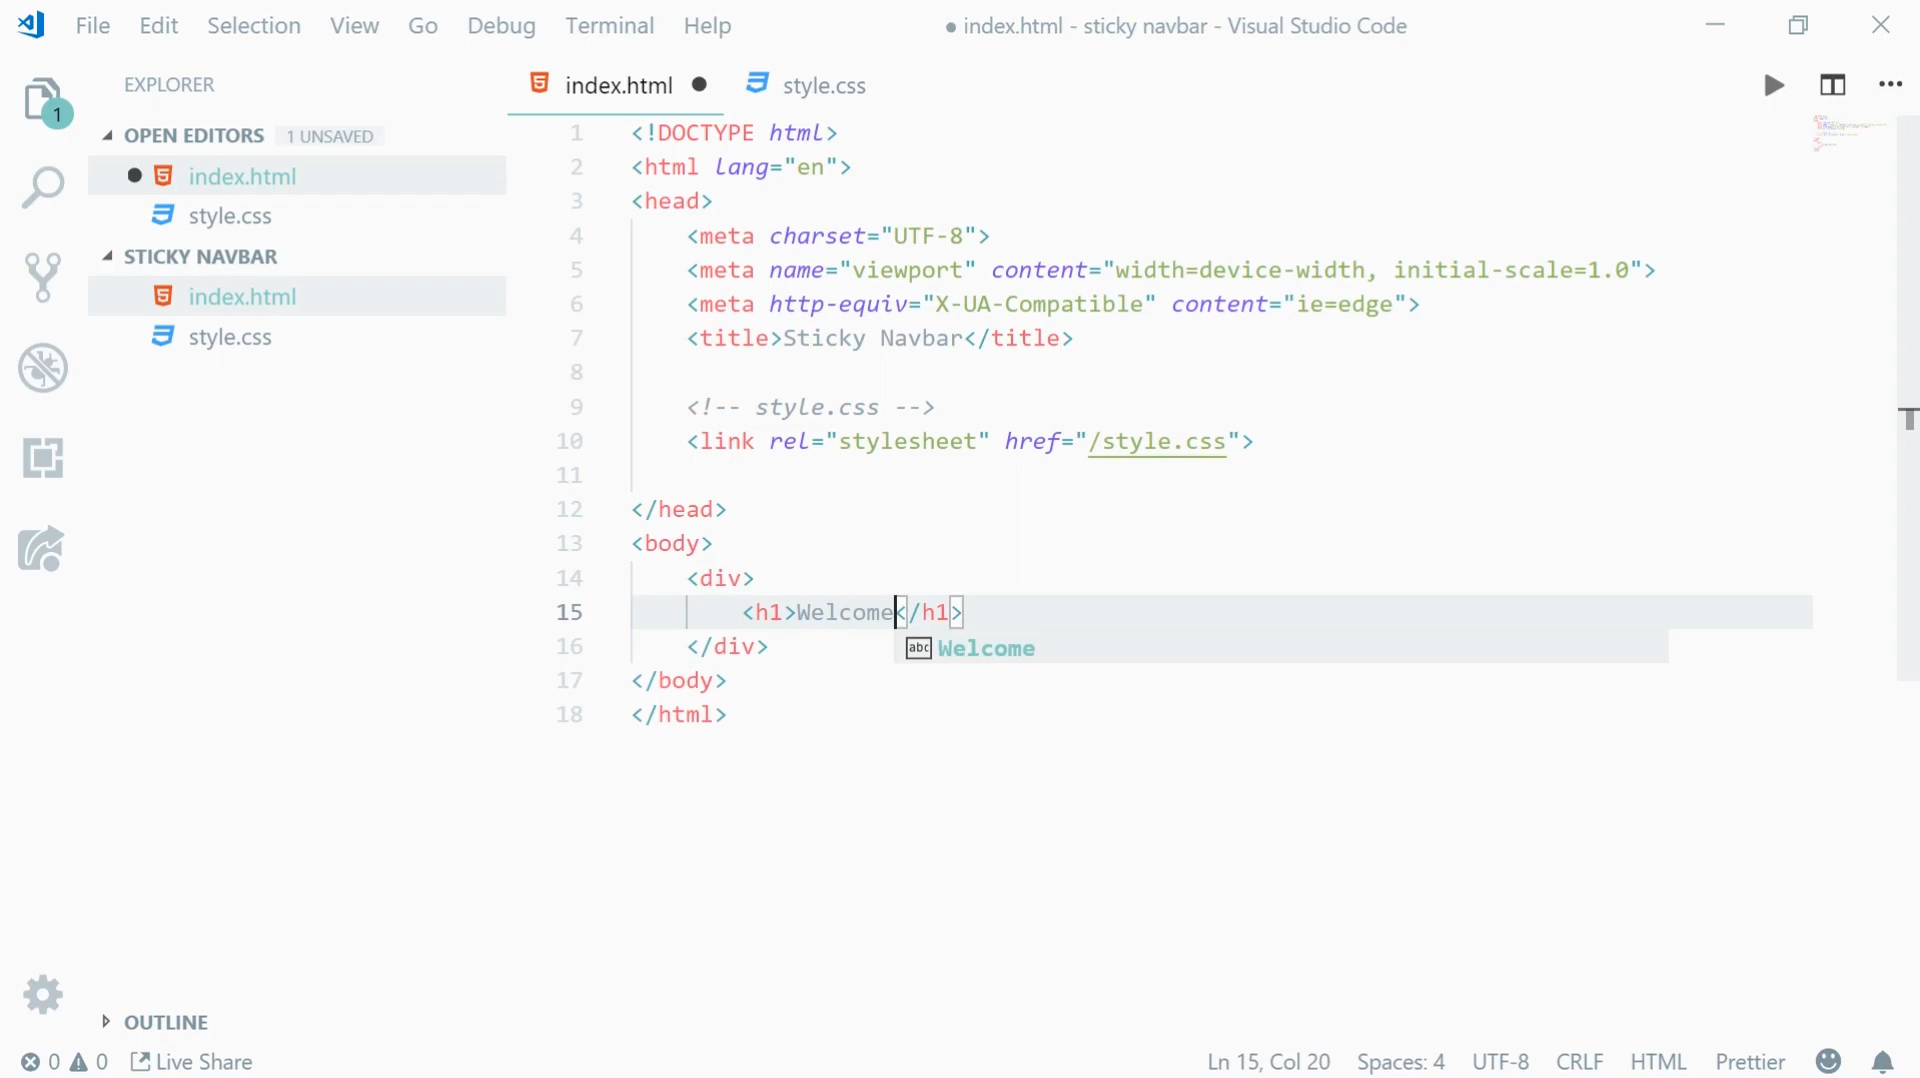 File Edit Selection View Go Debug Terminal Help ● index.html - sticky navbar - Visual Studio Code
EXPLORER
1
OPEN EDITORS 1 UNSAVED
index.html
style.css
STICKY NAVBAR
index.html
style.css
OUTLINE
index.html style.css
1 <!DOCTYPE html>
2 <html lang="en">
3 <head>
4 <meta charset="UTF-8">
5 <meta name="viewport" content="width=device-width, initial-scale=1.0">
6 <meta http-equiv="X-UA-Compatible" content="ie=edge">
7 <title>Sticky Navbar</title>
8
9 <!-- style.css -->
10 <link rel="stylesheet" href="/style.css">
11
12 </head>
13 <body>
14 <div>
15 <h1>Welcome</h1>
16 </div>
abc Welcome
17 </body>
18 </html>
0 0 Live Share Ln 15, Col 20 Spaces: 4 UTF-8 CRLF HTML Prettier